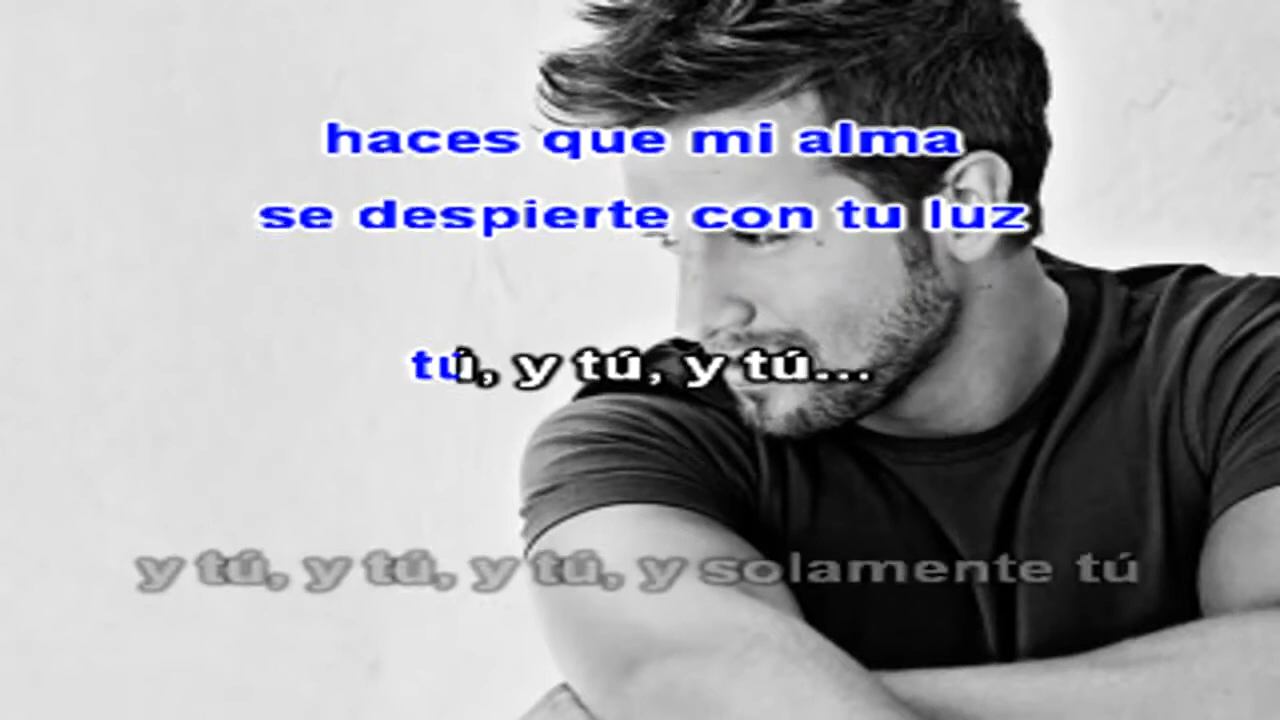 haces que mi alma
se despierte con tu luz
tú, y tú, y tú...
y tú, y tú, y tú, y solamente tú